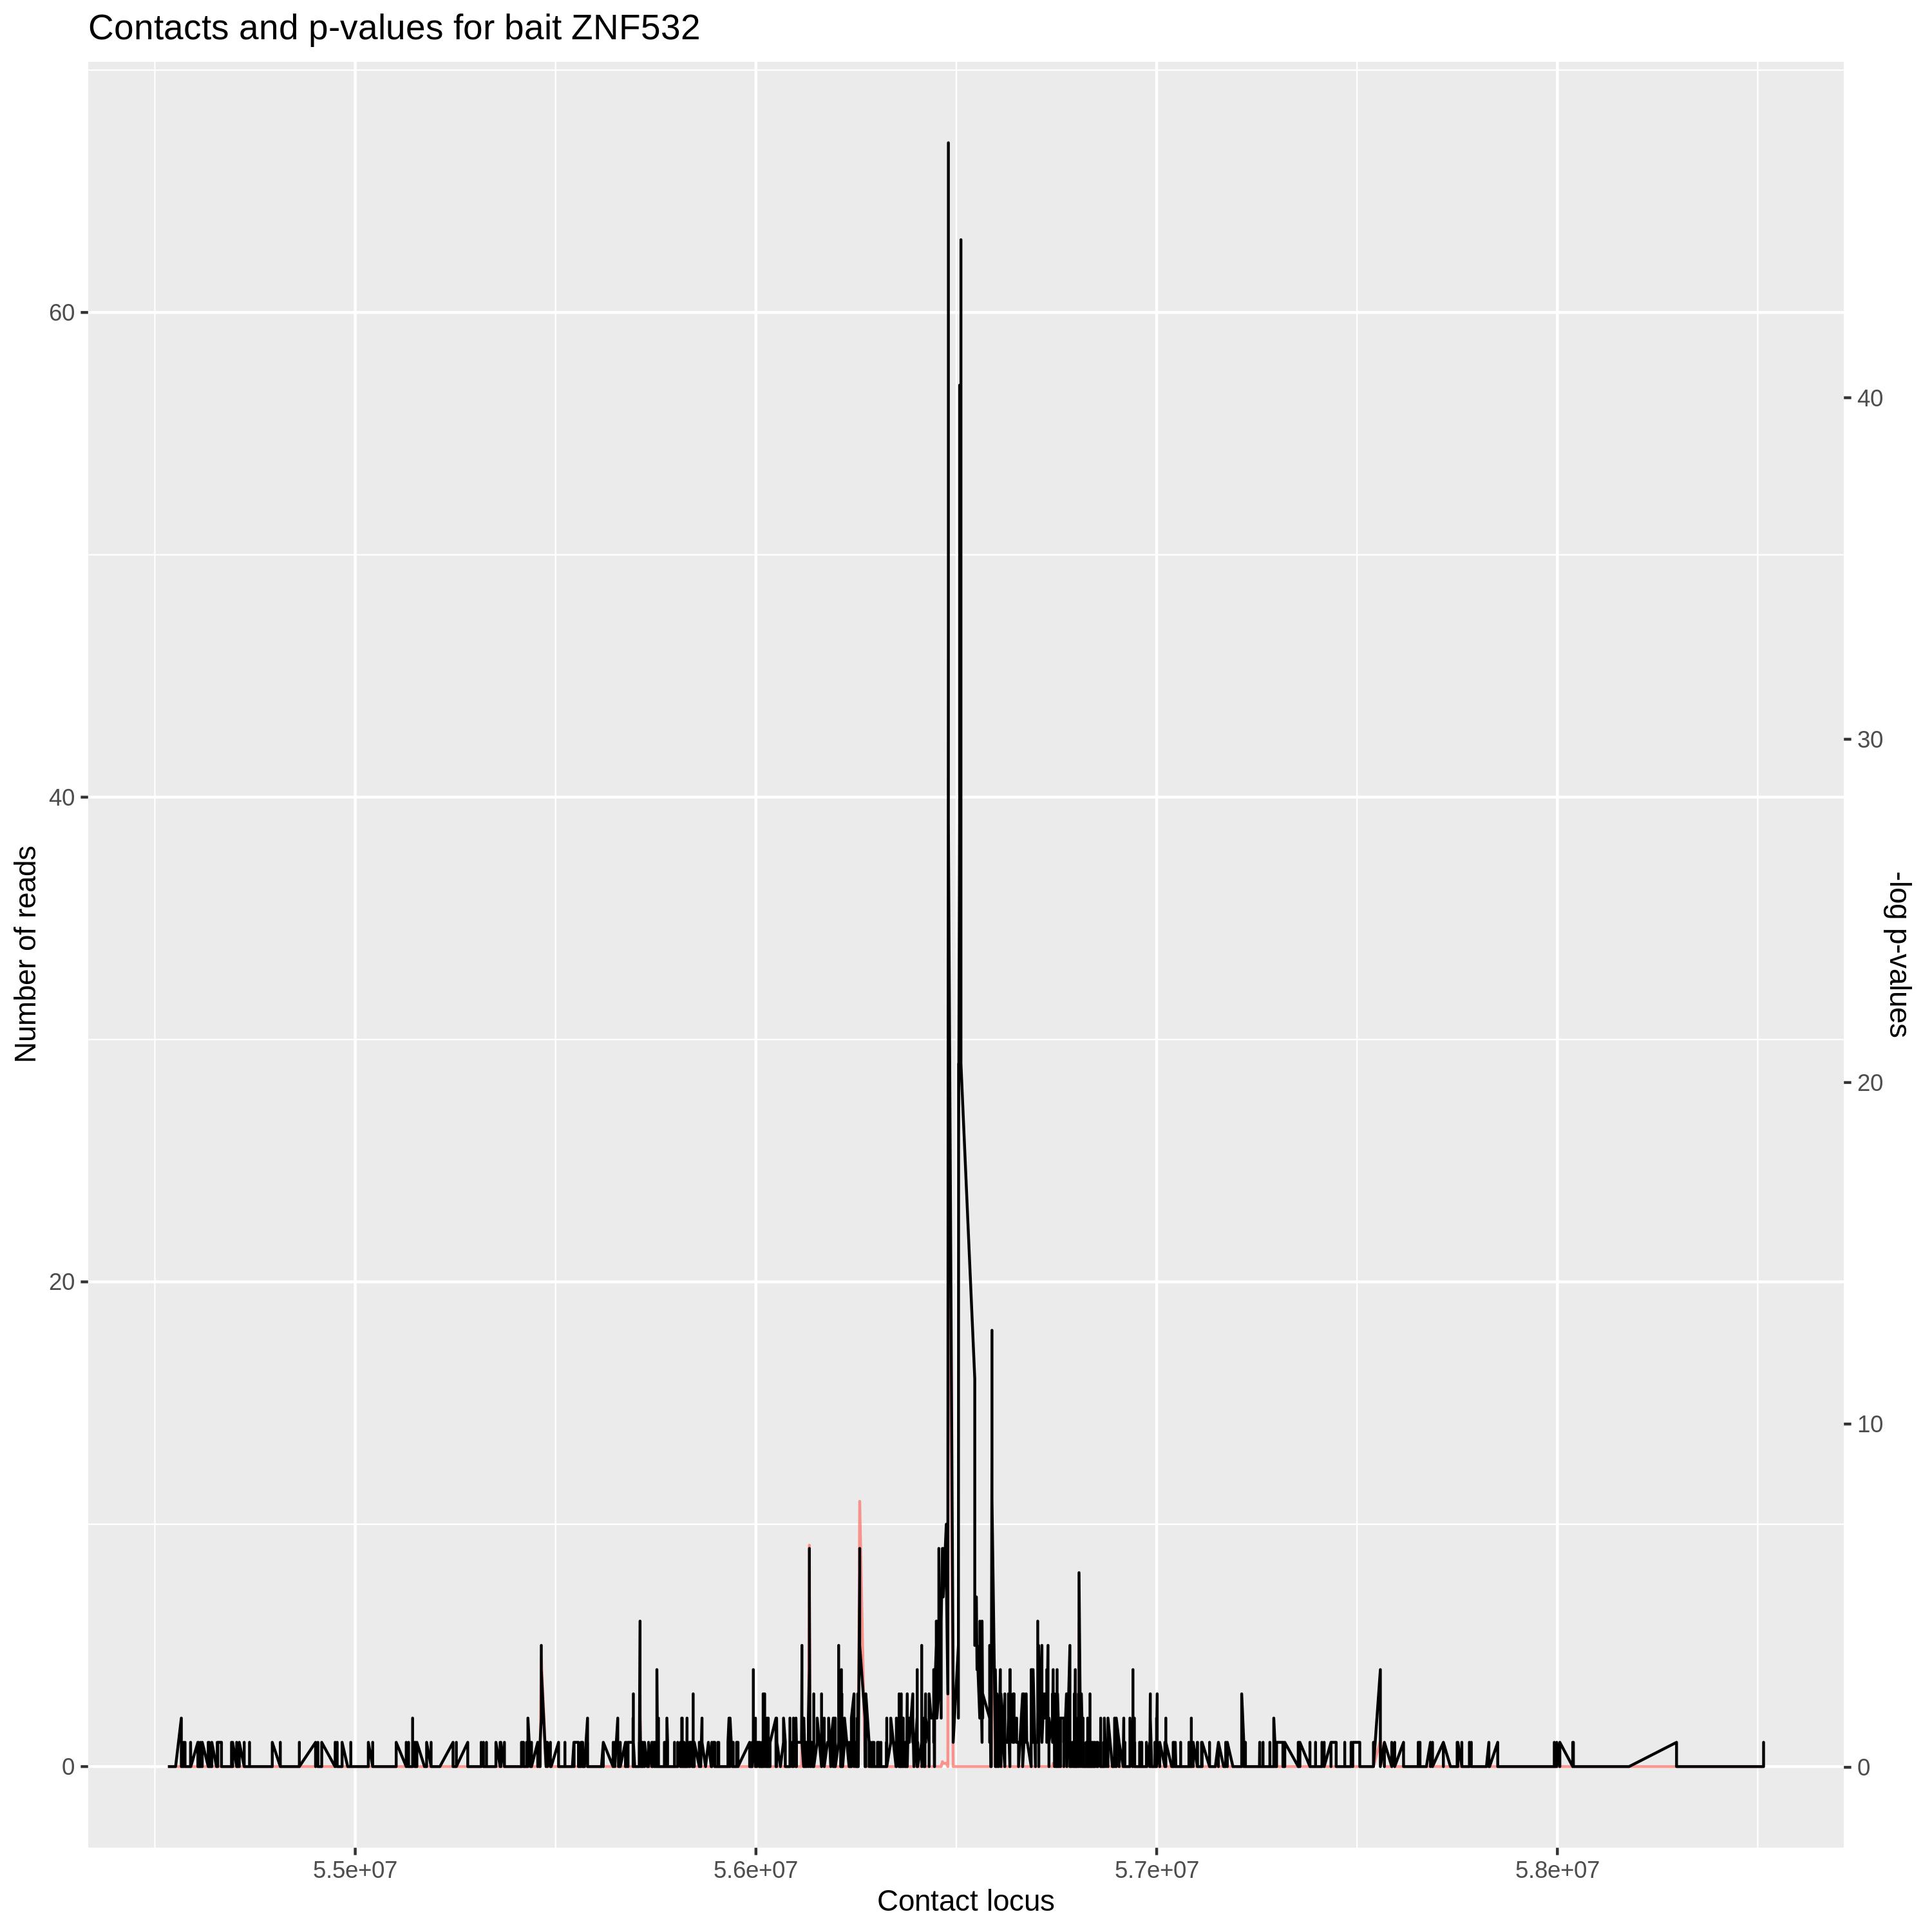 Contacts and p-values for bait ZNF532
60
40
20
0
Number of reads
40
30
20
10
0
-log p-values
5.5e+07
5.6e+07
5.7e+07
5.8e+07
Contact locus